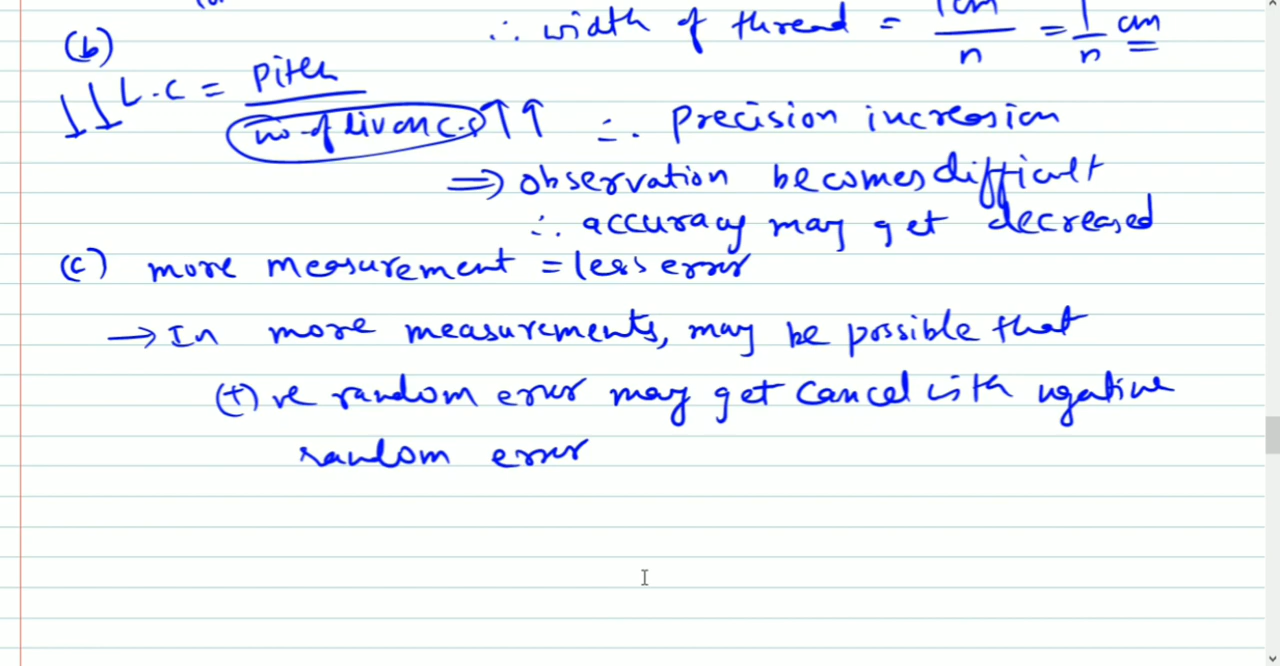 (b)
∴ width of thread = 1cm/n = 1/n cm
↓↓ L.C = Pitch/no. of div on C.S ↑↑ ∴ Precision increasion
⇒ observation becomes difficult
∴ accuracy may get decreased
(c) more measurement = less error
→ In more measurements, may be possible that
(+)ve random error may get cancel with negative
random error